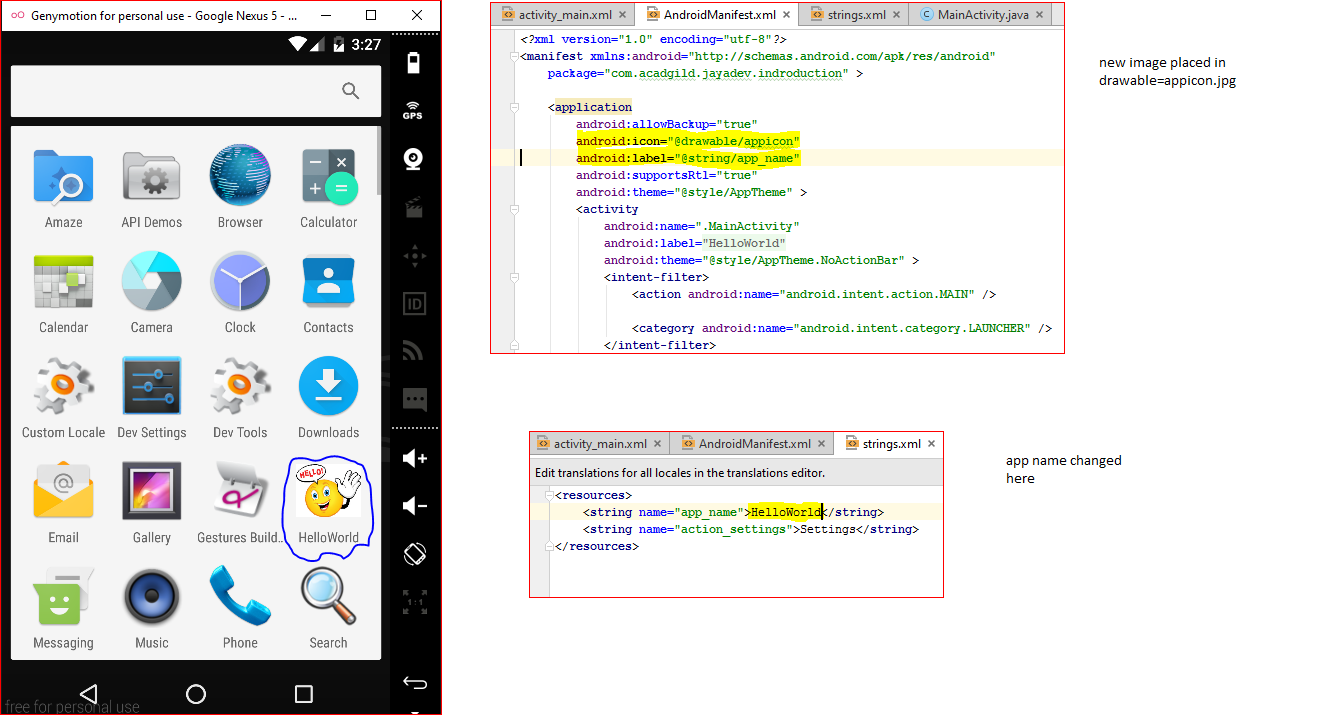 Genymotion for personal use - Google Nexus 5 - ...
3:27
GPS
Amaze
API Demos
Browser
Calculator
Calendar
Camera
Clock
Contacts
ID
Custom Locale
Dev Settings
Dev Tools
Downloads
HELLO!
Email
Gallery
Gestures Build...
HelloWorld
1:1
Messaging
Music
Phone
Search
free for personal use
activity_main.xml
AndroidManifest.xml
strings.xml
MainActivity.java
<?xml version="1.0" encoding="utf-8"?>
<manifest xmlns:android="http://schemas.android.com/apk/res/android"
package="com.acadgild.jayadev.indroduction" >
<application
android:allowBackup="true"
android:icon="@drawable/appicon"
android:label="@string/app_name"
android:supportsRtl="true"
android:theme="@style/AppTheme" >
<activity
android:name=".MainActivity"
android:label="HelloWorld"
android:theme="@style/AppTheme.NoActionBar" >
<intent-filter>
<action android:name="android.intent.action.MAIN" />
<category android:name="android.intent.category.LAUNCHER" />
</intent-filter>
new image placed in
drawable=appicon.jpg
activity_main.xml
AndroidManifest.xml
strings.xml
Edit translations for all locales in the translations editor.
<resources>
<string name="app_name">HelloWorld</string>
<string name="action_settings">Settings</string>
</resources>
app name changed
here